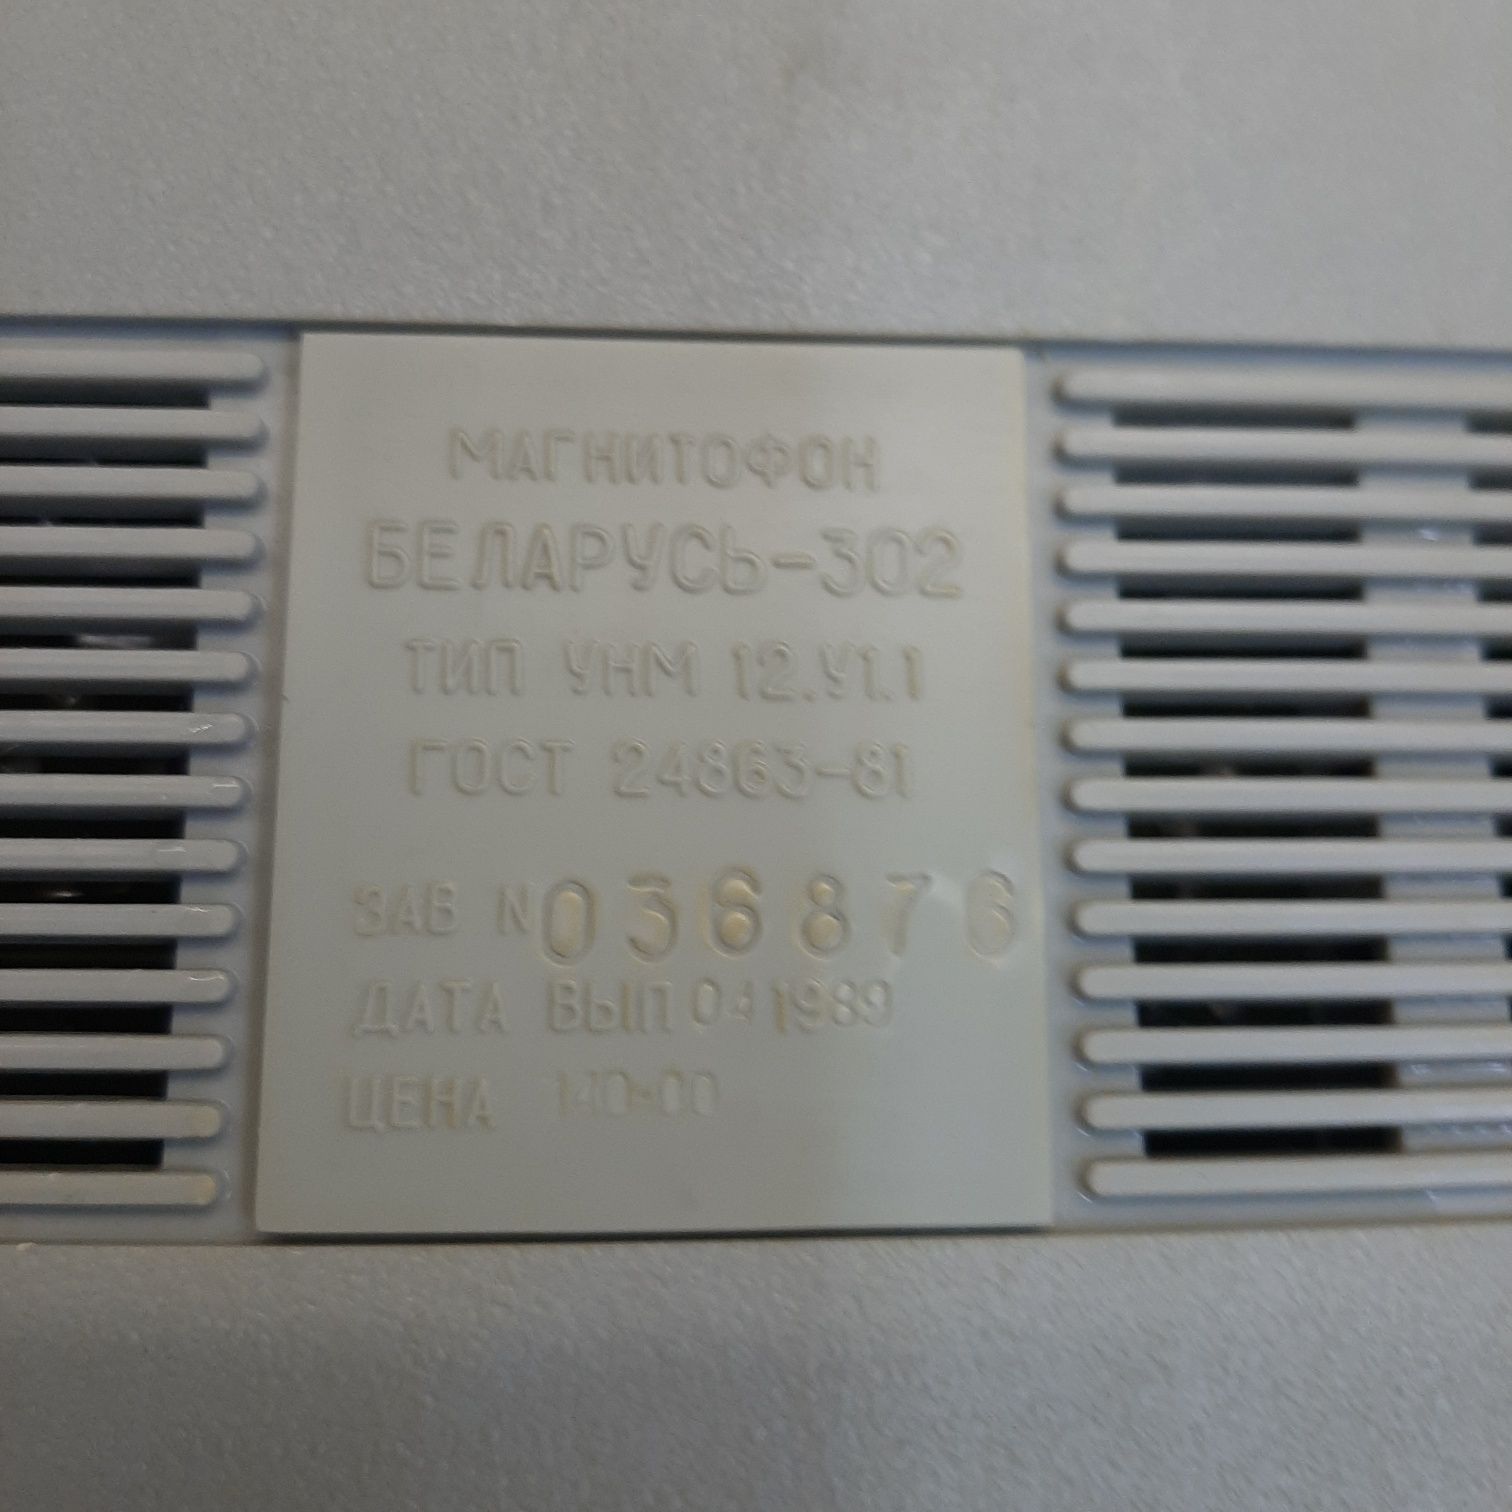 МАГНИТОФОН
БЕЛАРУСЬ-302
ТИП УНМ 12.У1.1
ГОСТ 24863-81
ЗАВ N 036876
ДАТА ВЫП 04 1989
ЦЕНА 140-00